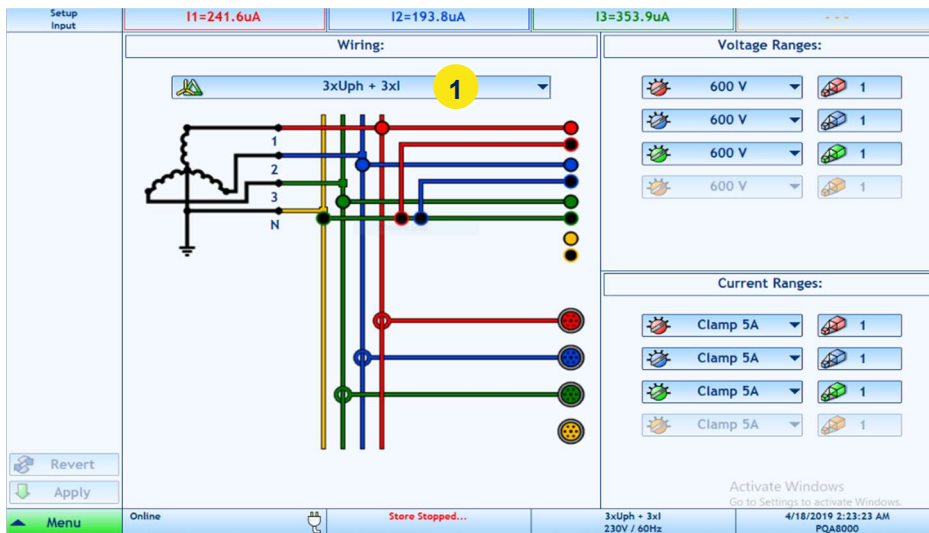 Setup
Input
I1=241.6uA
I2=193.8uA
I3=353.9uA
- - -
Wiring:
3xUph + 3xI
1
1
2
3
N
Voltage Ranges:
600 V 1
600 V 1
600 V 1
600 V 1
Current Ranges:
Clamp 5A 1
Clamp 5A 1
Clamp 5A 1
Clamp 5A 1
Revert
Apply
Menu
Activate Windows
Go to Settings to activate Windows.
Online
Store Stopped...
3xUph + 3xI
230V / 60Hz
4/18/2019 2:23:23 AM
PQA8000